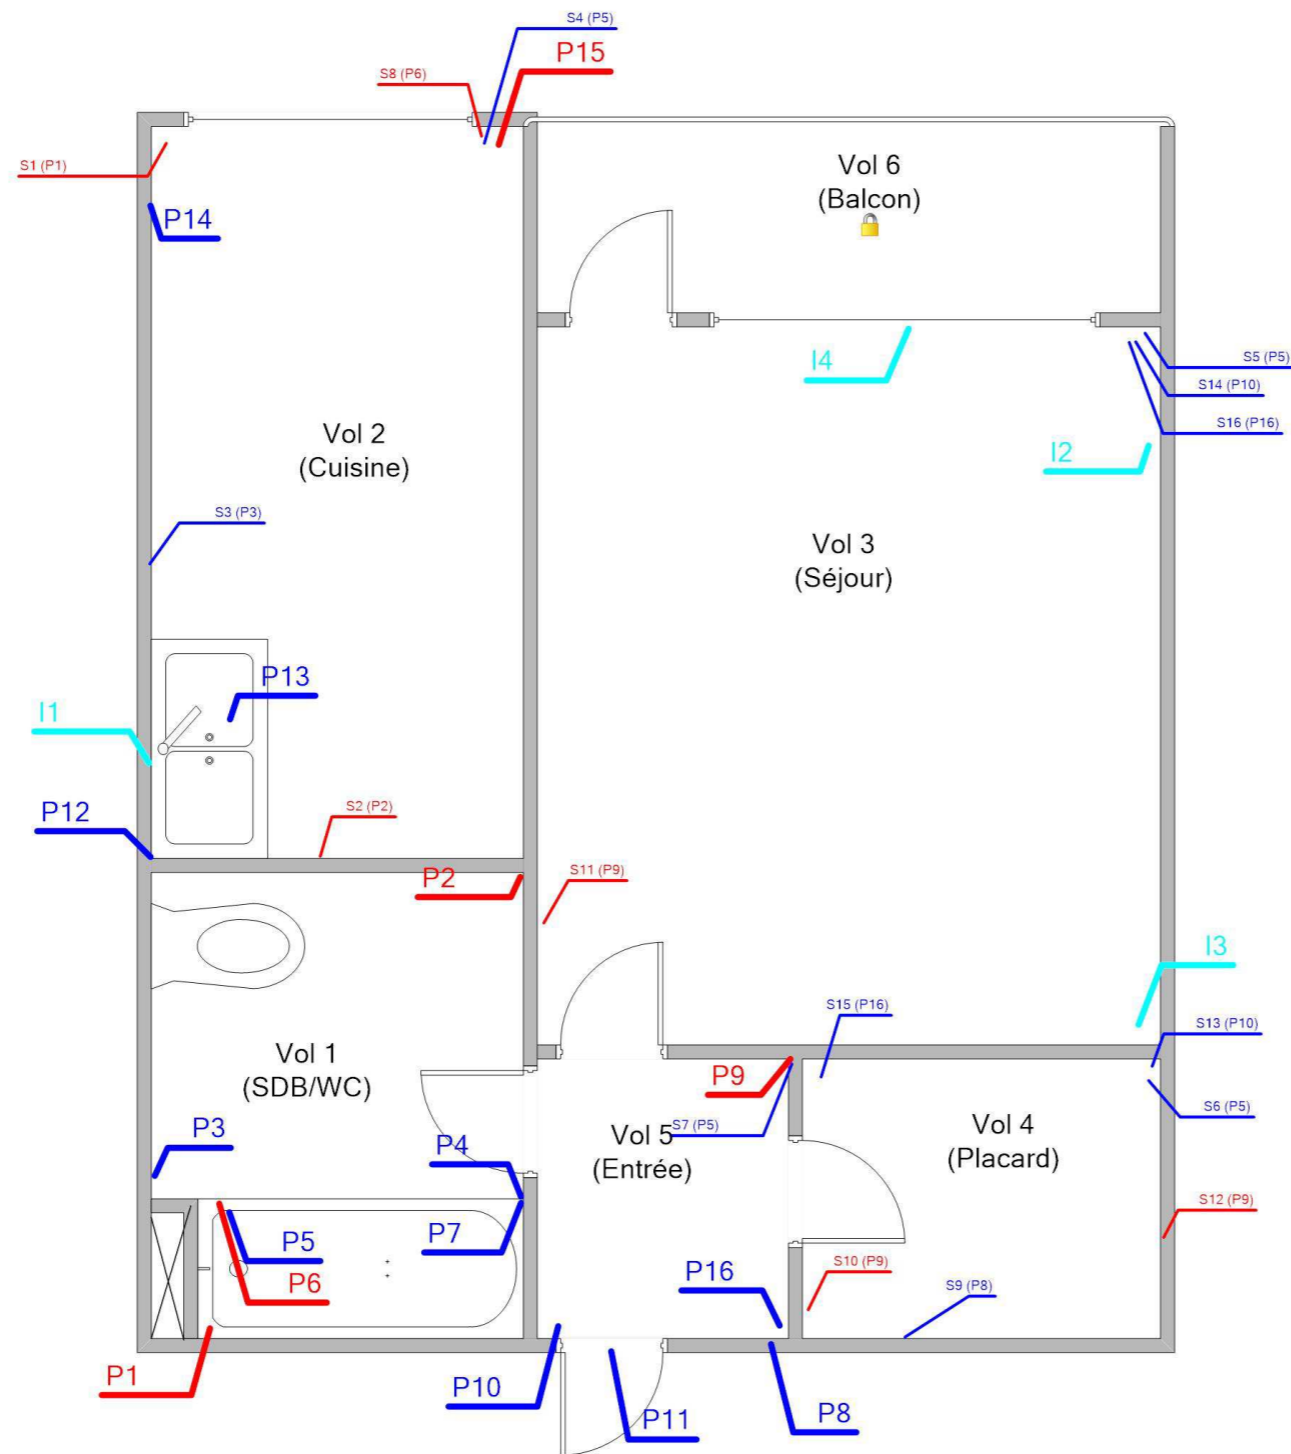 S4 (P5)
P15
S8 (P6)
S1 (P1)
Vol 6
(Balcon)
P14
I4
S5 (P5)
S14 (P10)
S16 (P16)
I2
Vol 2
(Cuisine)
S3 (P3)
Vol 3
(Séjour)
P13
I1
P12
S2 (P2)
P2
S11 (P9)
I3
S15 (P16)
S13 (P10)
Vol 1
(SDB/WC)
P9
S7 (P5)
S6 (P5)
Vol 5
(Entrée)
Vol 4
(Placard)
P3
P4
S12 (P9)
P5
P7
P6
P16
S10 (P9)
S9 (P8)
P1
P10
P11
P8